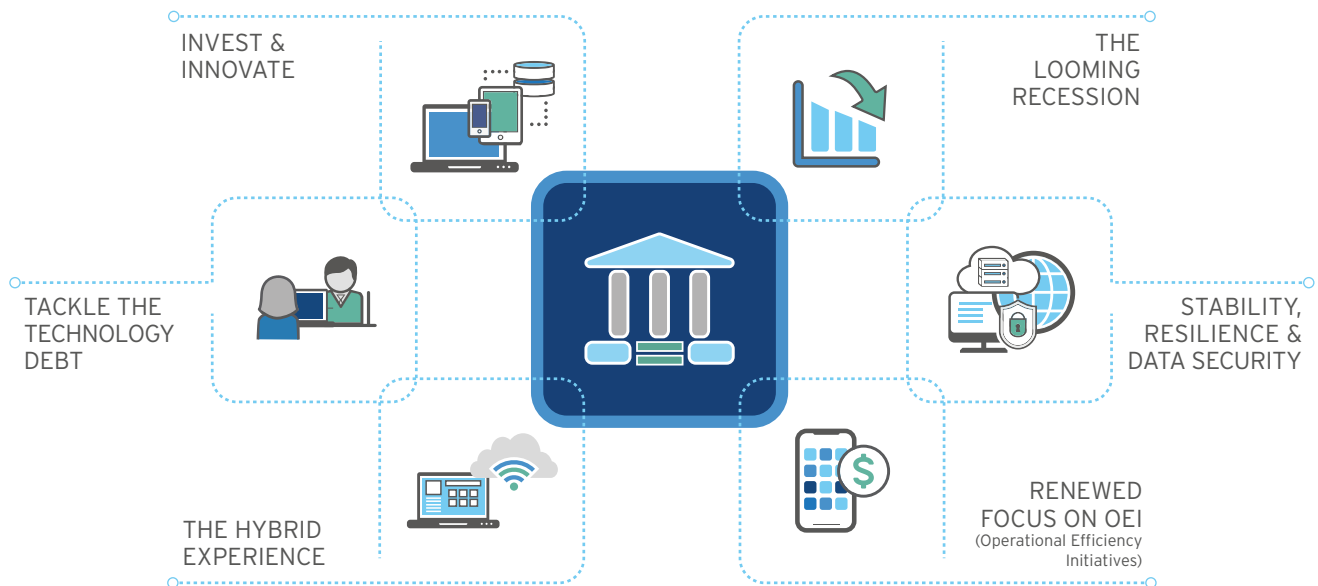 INVEST &
INNOVATE
THE
LOOMING
RECESSION
TACKLE THE
TECHNOLOGY
DEBT
STABILITY,
RESILIENCE &
DATA SECURITY
THE HYBRID
EXPERIENCE
RENEWED
FOCUS ON OEI
(Operational Efficiency
Initiatives)
$